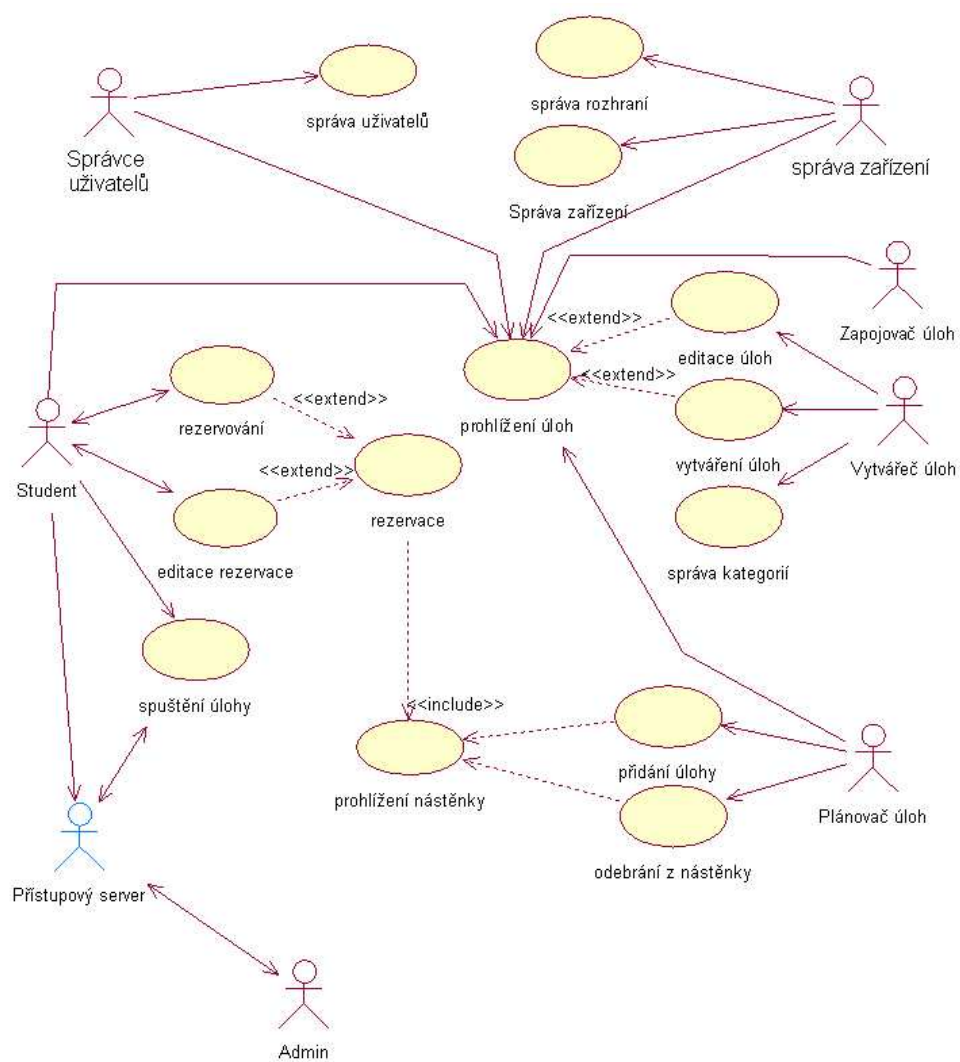 správa uživatelů
správa rozhraní
Správce
uživatelů
správa zařízení
Správa zařízení
<<extend>>
Zapojovač úloh
editace úloh
<<extend>>
<<extend>>
rezervování
prohlížení úloh
<<extend>>
vytváření úloh
Vytvářeč úloh
Student
rezervace
editace rezervace
správa kategorií
spuštění úlohy
<<include>>
přidání úlohy
prohlížení nástěnky
Plánovač úloh
odebrání z nástěnky
Přístupový server
Admin